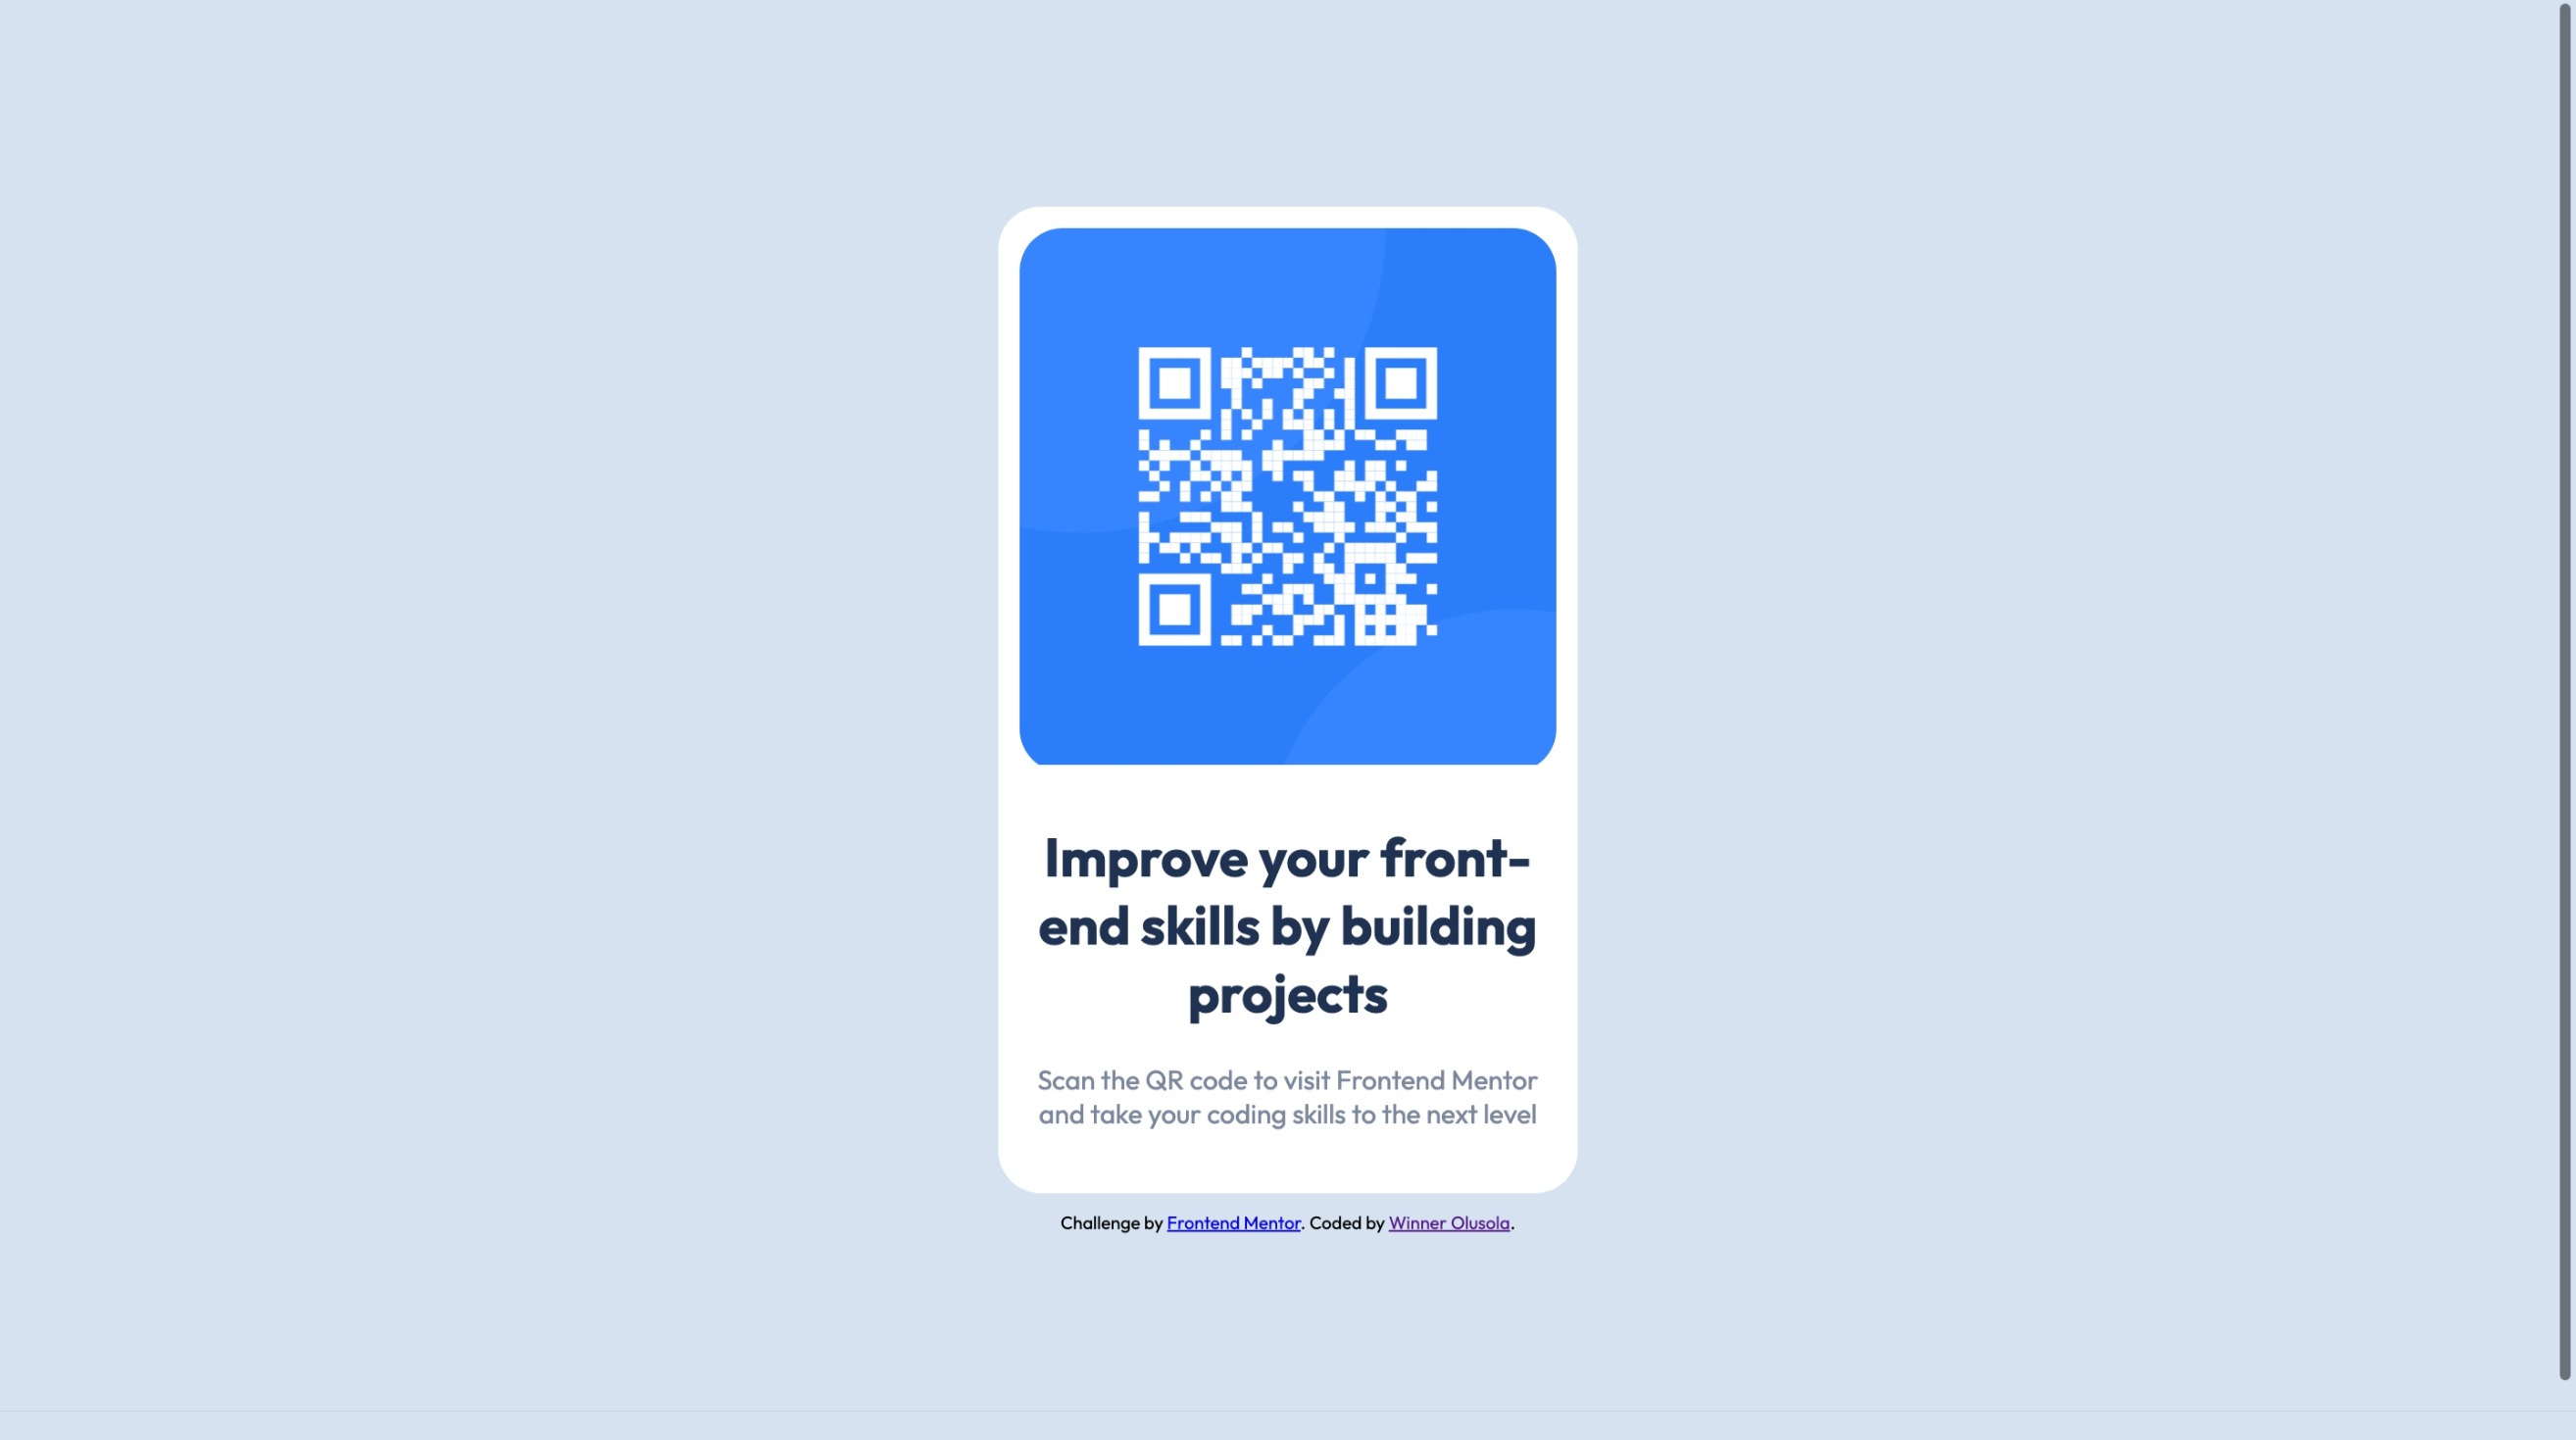 Improve your front-
end skills by building
projects
Scan the QR code to visit Frontend Mentor
and take your coding skills to the next level
Challenge by Frontend Mentor. Coded by Winner Olusola.